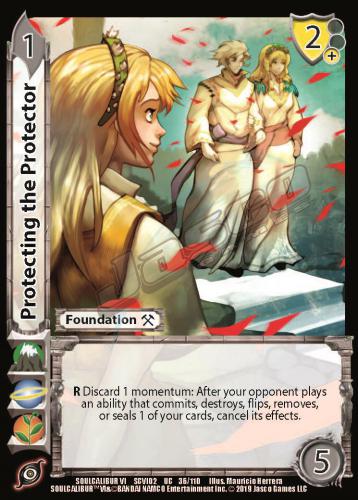 1
2
+
Protecting the Protector
Foundation
R Discard 1 momentum: After your opponent plays
an ability that commits, destroys, flips, removes,
or seals 1 of your cards, cancel its effects.
5
SOULCALIBUR VI SCVI02 UC 36/110 Illus. Mauricio Herrera
SOULCALIBUR™VI&©BANDAI NAMCO Entertainment Inc. © 2019 Jasco Games LLC